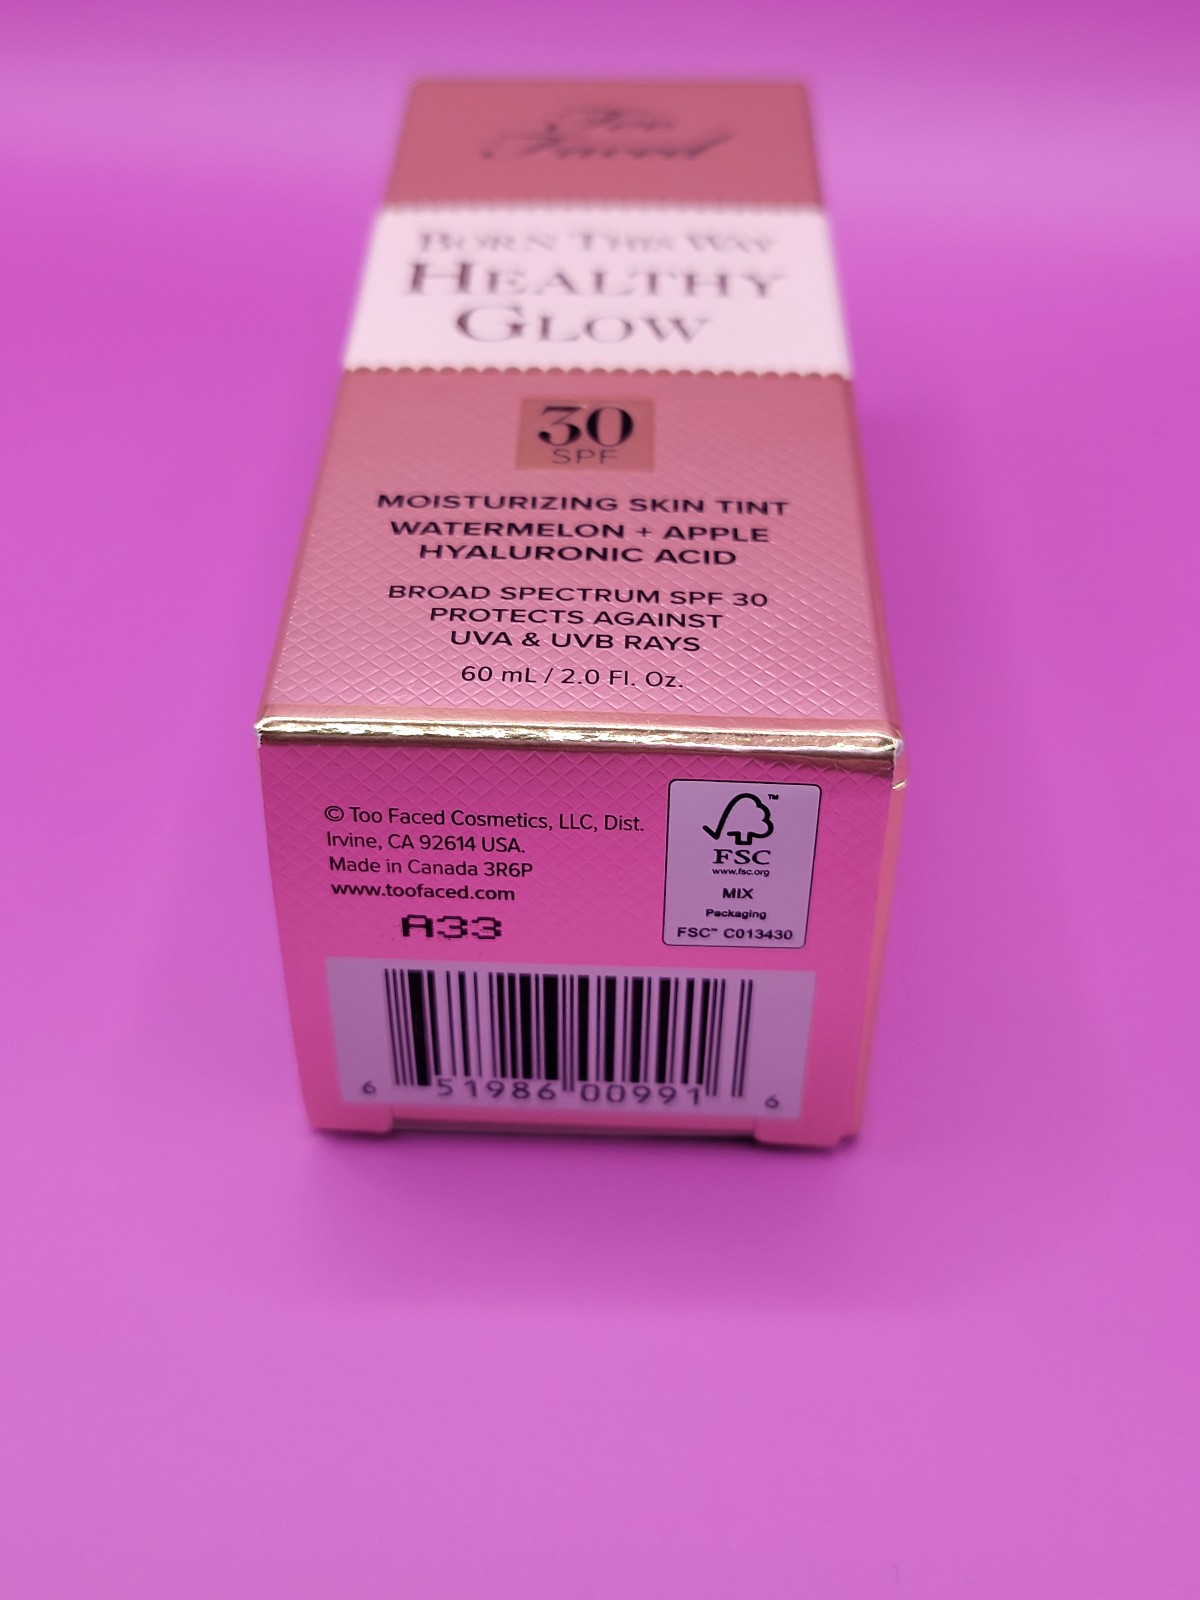 Too
Faced
BORN THIS WAY
HEALTHY
GLOW
30
SPF
MOISTURIZING SKIN TINT
WATERMELON + APPLE
HYALURONIC ACID
BROAD SPECTRUM SPF 30
PROTECTS AGAINST
UVA & UVB RAYS
60 mL / 2.0 Fl. Oz.
© Too Faced Cosmetics, LLC, Dist.
Irvine, CA 92614 USA.
Made in Canada 3R6P
www.toofaced.com
A33
FSC
™
www.fsc.org
MIX
Packaging
FSC™ C013430
6 51986 00991 6